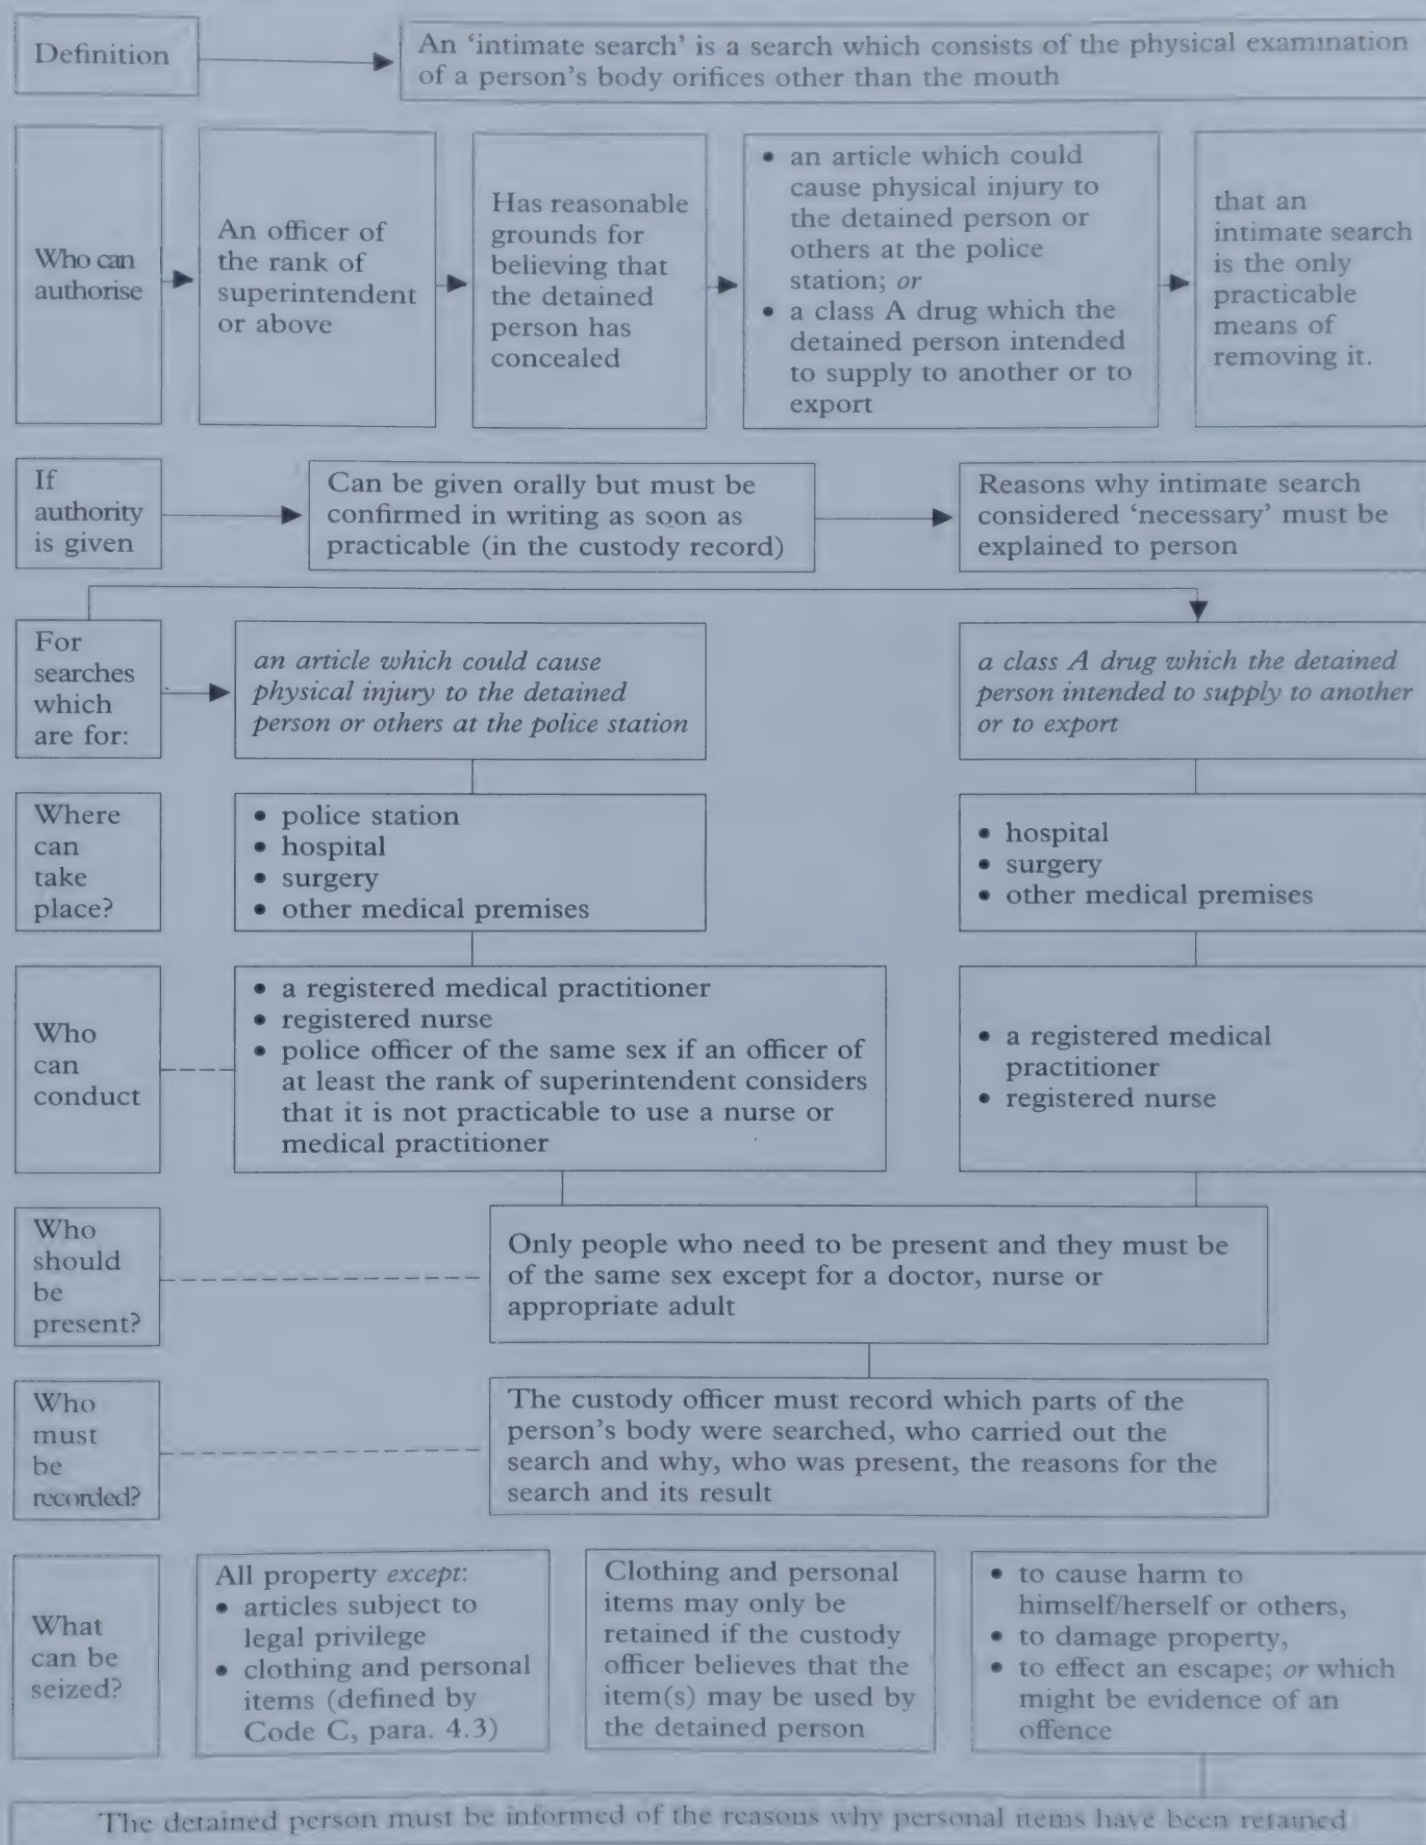 Definition
An ‘intimate search’ is a search which consists of the physical examination
of a person’s body orifices other than the mouth
Who can
authorise
An officer of
the rank of
superintendent
or above
Has reasonable
grounds for
believing that
the detained
person has
concealed
• an article which could
cause physical injury to
the detained person or
others at the police
station; or
• a class A drug which the
detained person intended
to supply to another or to
export
that an
intimate search
is the only
practicable
means of
removing it.
If
authority
is given
Can be given orally but must be
confirmed in writing as soon as
practicable (in the custody record)
Reasons why intimate search
considered ‘necessary’ must be
explained to person
For
searches
which
are for:
an article which could cause
physical injury to the detained
person or others at the police station
a class A drug which the detained
person intended to supply to another
or to export
Where
can
take
place?
• police station
• hospital
• surgery
• other medical premises
• hospital
• surgery
• other medical premises
Who
can
conduct
• a registered medical practitioner
• registered nurse
• police officer of the same sex if an officer of
at least the rank of superintendent considers
that it is not practicable to use a nurse or
medical practitioner
• a registered medical
practitioner
• registered nurse
Who
should
be
present?
Only people who need to be present and they must be
of the same sex except for a doctor, nurse or
appropriate adult
Who
must
be
recorded?
The custody officer must record which parts of the
person’s body were searched, who carried out the
search and why, who was present, the reasons for the
search and its result
What
can be
seized?
All property except:
• articles subject to
legal privilege
• clothing and personal
items (defined by
Code C, para. 4.3)
Clothing and personal
items may only be
retained if the custody
officer believes that the
item(s) may be used by
the detained person
• to cause harm to
himself/herself or others,
• to damage property,
• to effect an escape; or which
might be evidence of an
offence
The detained person must be informed of the reasons why personal items have been retained